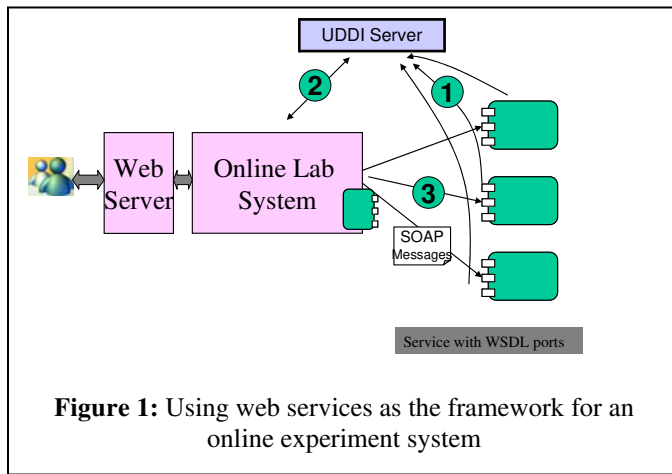 UDDI Server
2
1
Web
Server
Online Lab
System
3
SOAP
Messages
Service with WSDL ports
Figure 1: Using web services as the framework for an
online experiment system